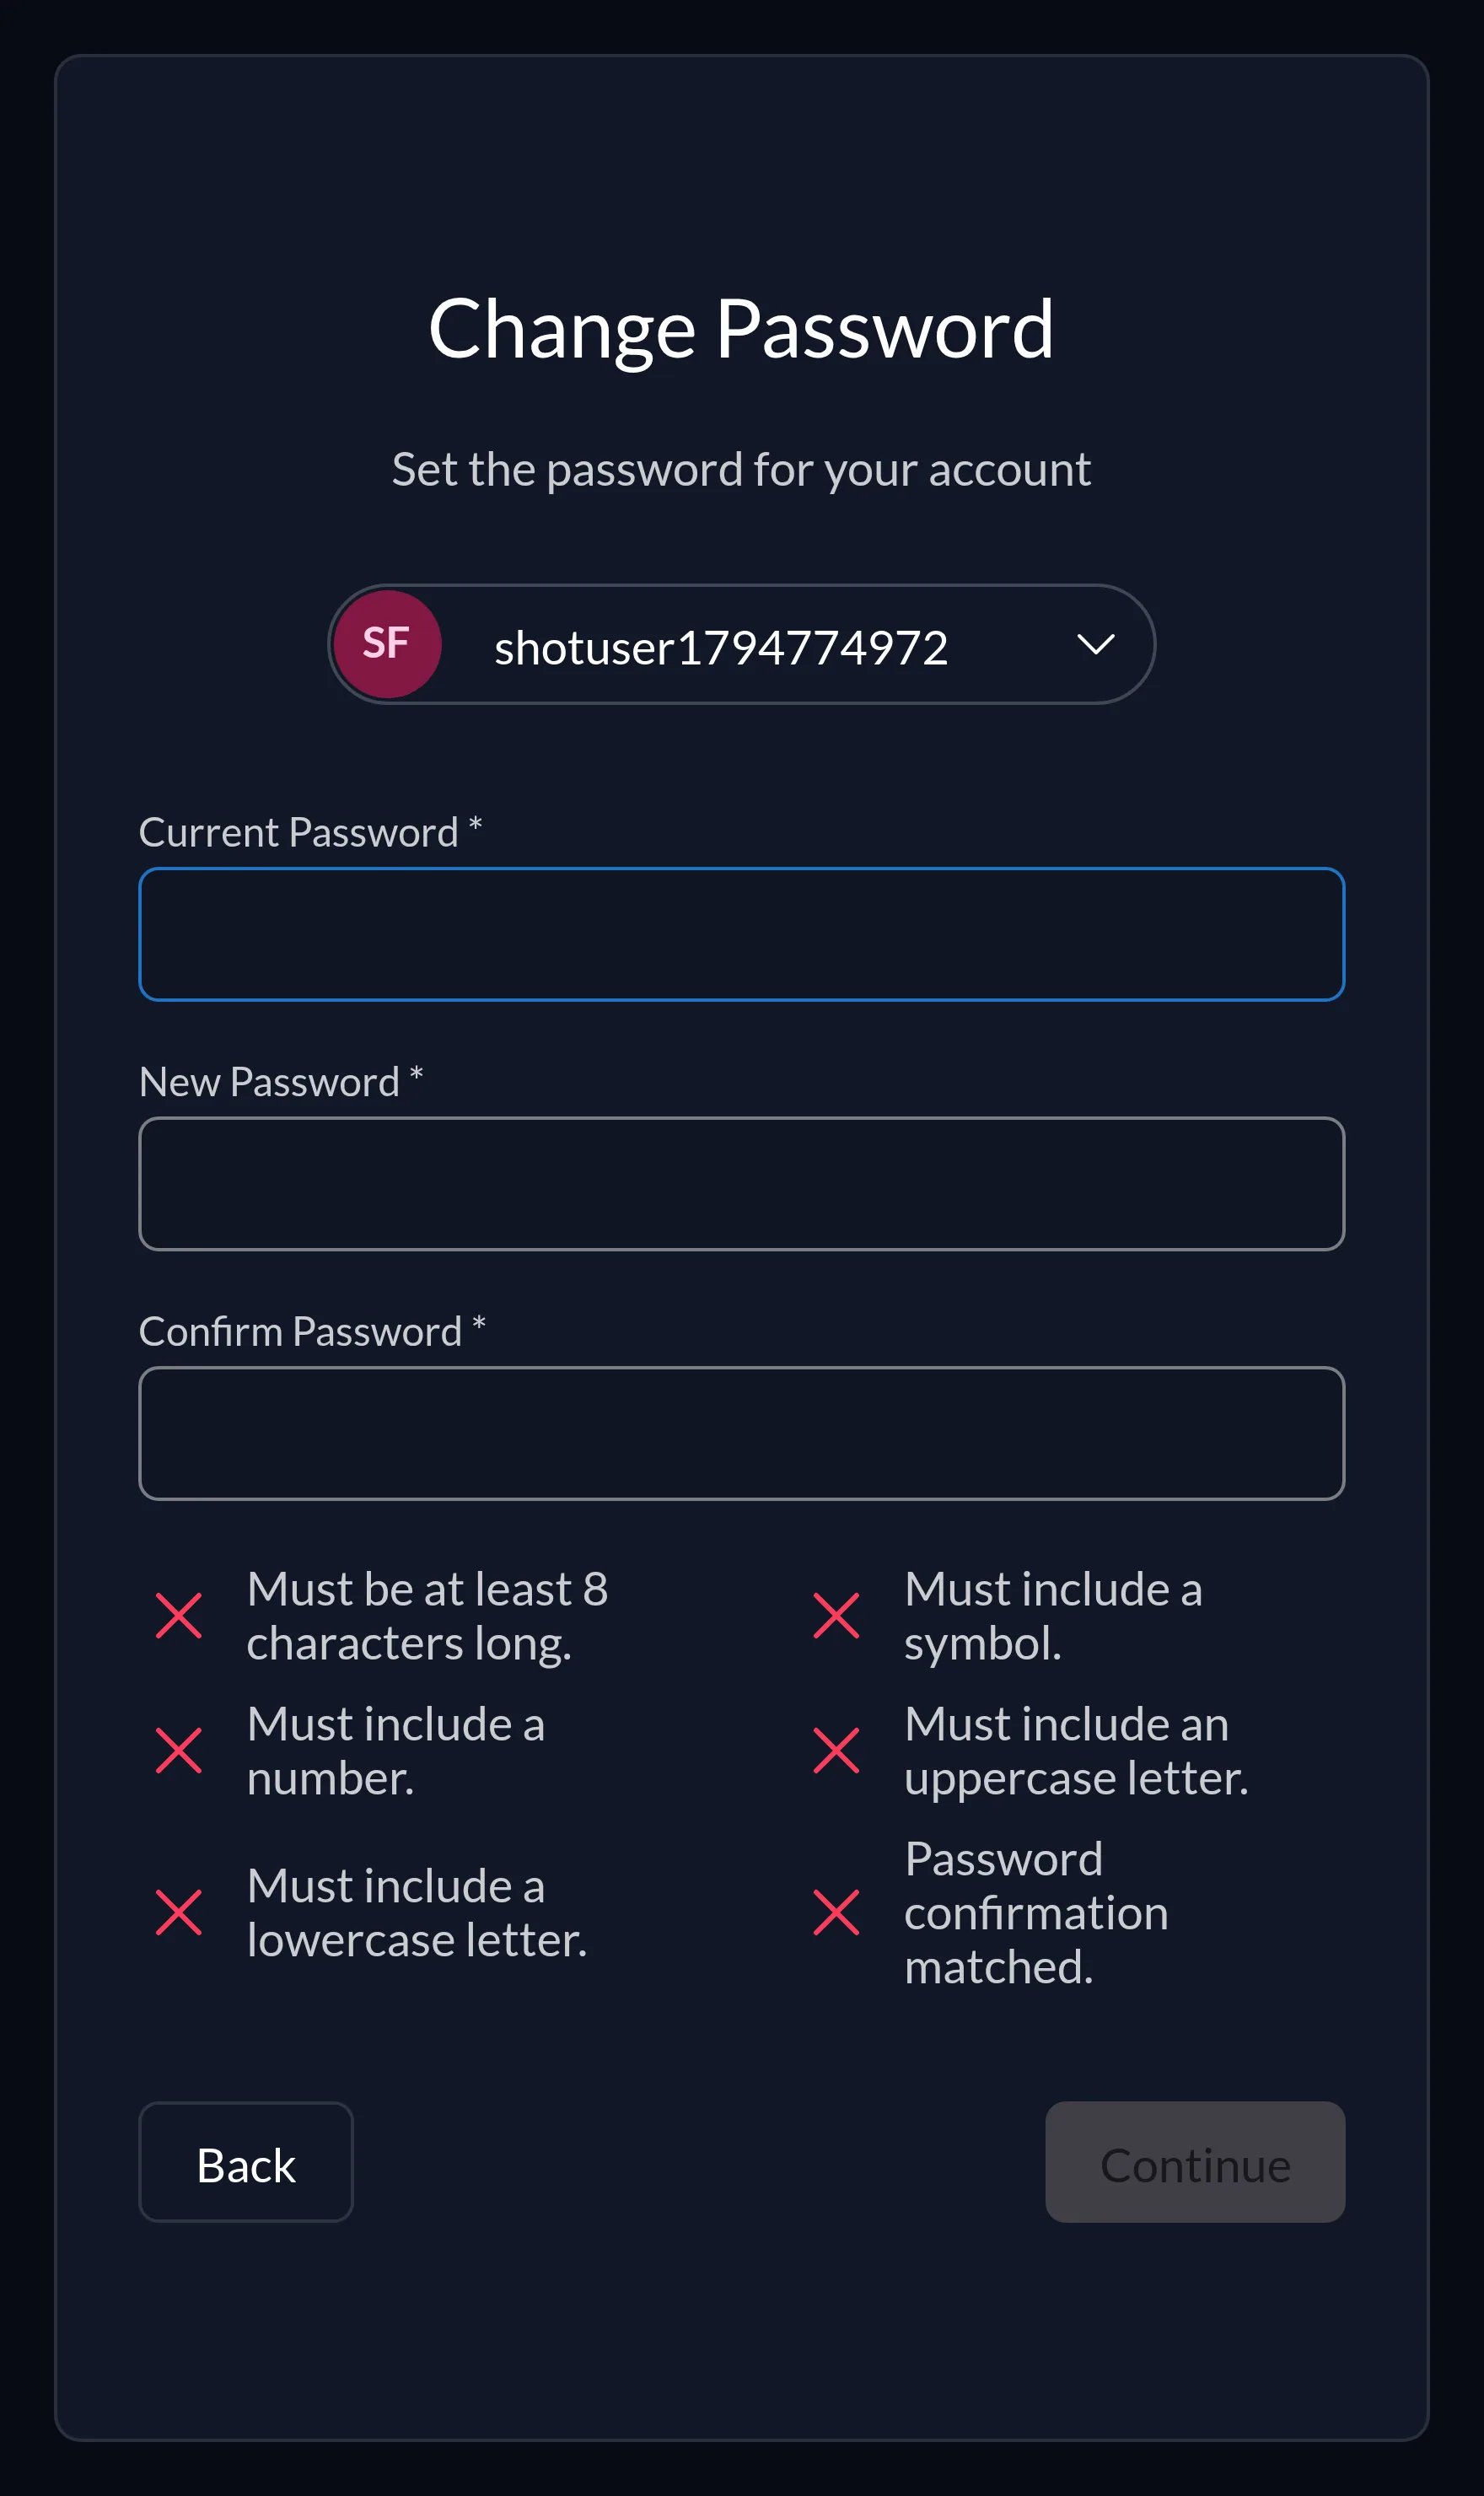 Change Password
Set the password for your account
SF
shotuser1794774972
Current Password *
New Password *
Confirm Password *
Must be at least 8
characters long.
Must include a
symbol.
Must include a
number.
Must include an
uppercase letter.
Must include a
lowercase letter.
Password
confirmation
matched.
Back
Continue